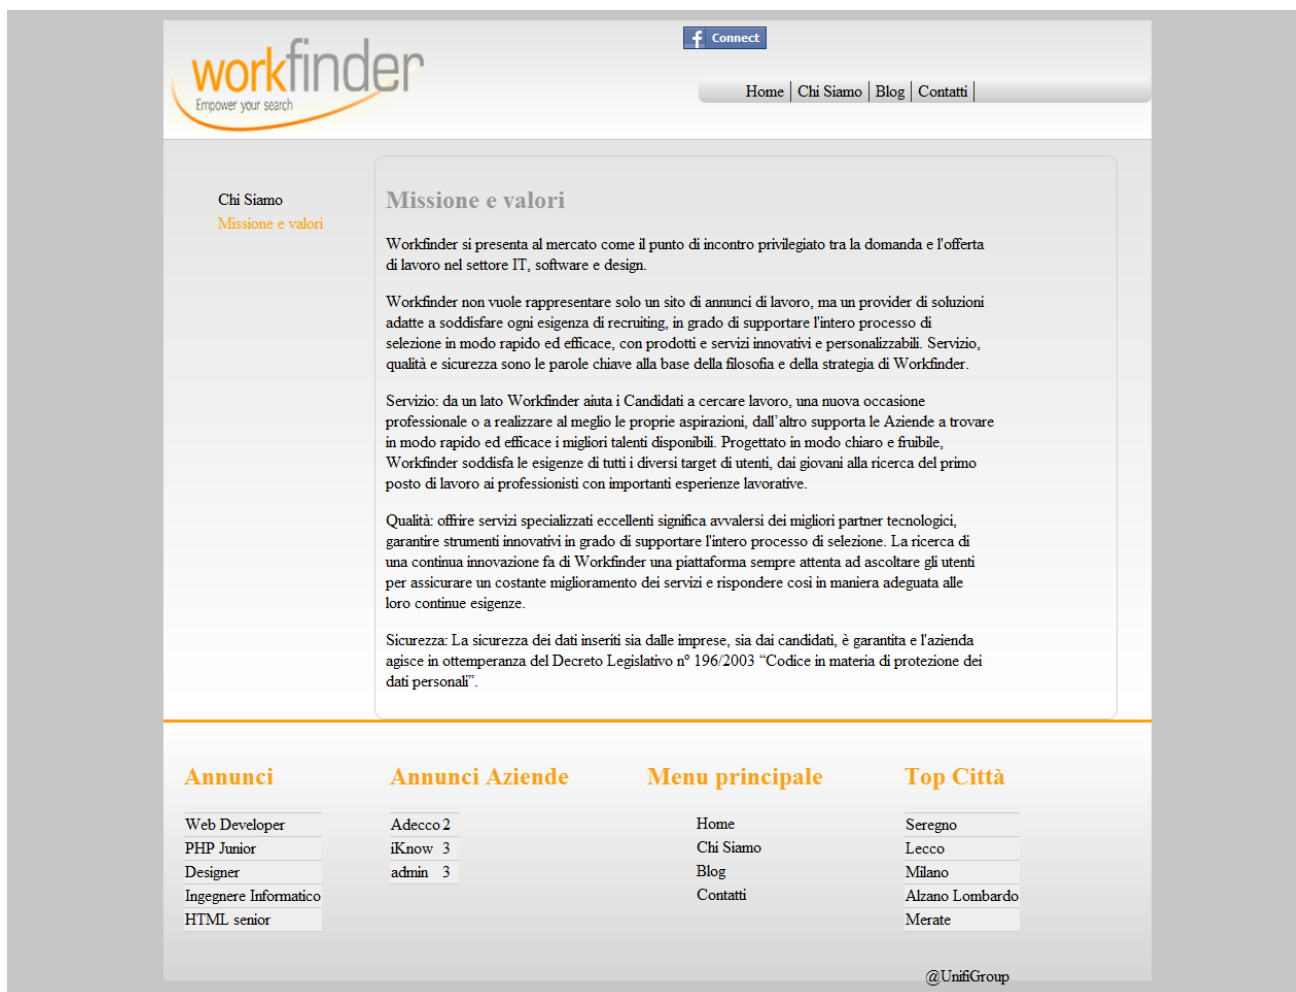 workfinder
Empower your search
Connect
Home | Chi Siamo | Blog | Contatti |
Chi Siamo
Missione e valori
Missione e valori
Workfinder si presenta al mercato come il punto di incontro privilegiato tra la domanda e l'offerta
di lavoro nel settore IT, software e design.
Workfinder non vuole rappresentare solo un sito di annunci di lavoro, ma un provider di soluzioni
adatte a soddisfare ogni esigenza di recruiting, in grado di supportare l'intero processo di
selezione in modo rapido ed efficace, con prodotti e servizi innovativi e personalizzabili. Servizio,
qualità e sicurezza sono le parole chiave alla base della filosofia e della strategia di Workfinder.
Servizio: da un lato Workfinder aiuta i Candidati a cercare lavoro, una nuova occasione
professionale o a realizzare al meglio le proprie aspirazioni, dall’altro supporta le Aziende a trovare
in modo rapido ed efficace i migliori talenti disponibili. Progettato in modo chiaro e fruibile,
Workfinder soddisfa le esigenze di tutti i diversi target di utenti, dai giovani alla ricerca del primo
posto di lavoro ai professionisti con importanti esperienze lavorative.
Qualità: offrire servizi specializzati eccellenti significa avvalersi dei migliori partner tecnologici,
garantire strumenti innovativi in grado di supportare l'intero processo di selezione. La ricerca di
una continua innovazione fa di Workfinder una piattaforma sempre attenta ad ascoltare gli utenti
per assicurare un costante miglioramento dei servizi e rispondere così in maniera adeguata alle
loro continue esigenze.
Sicurezza: La sicurezza dei dati inseriti sia dalle imprese, sia dai candidati, è garantita e l'azienda
agisce in ottemperanza del Decreto Legislativo nº 196/2003 “Codice in materia di protezione dei
dati personali”.
Annunci
Web Developer
PHP Junior
Designer
Ingegnere Informatico
HTML senior
Annunci Aziende
Adecco 2
iKnow 3
admin 3
Menu principale
Home
Chi Siamo
Blog
Contatti
Top Città
Seregno
Lecco
Milano
Alzano Lombardo
Merate
@UnifiGroup